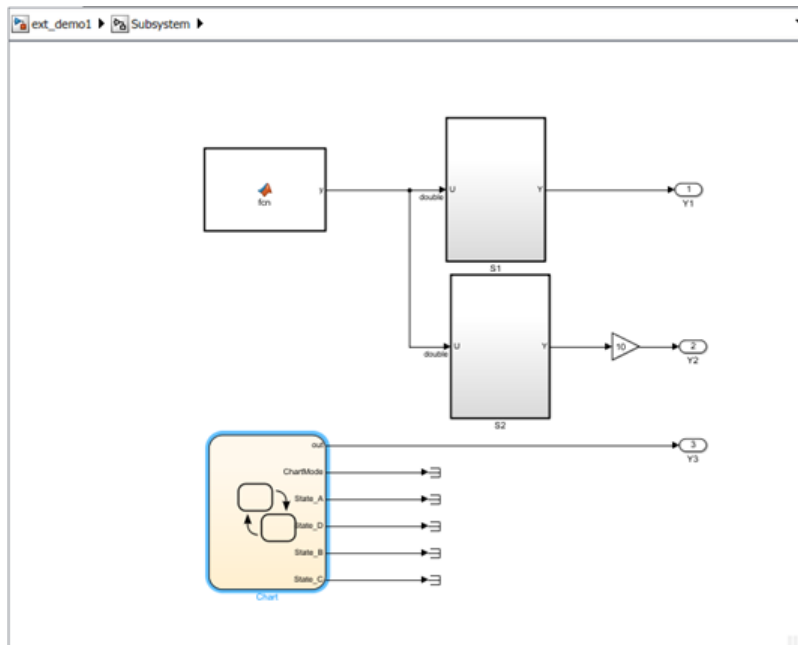 ext_demo1 Subsystem
fcn
y
double
U
Y
S1
1
Y1
double
U
Y
S2
10
2
Y2
out
3
Y3
ChartMode
State_A
State_D
State_B
State_C
Chart